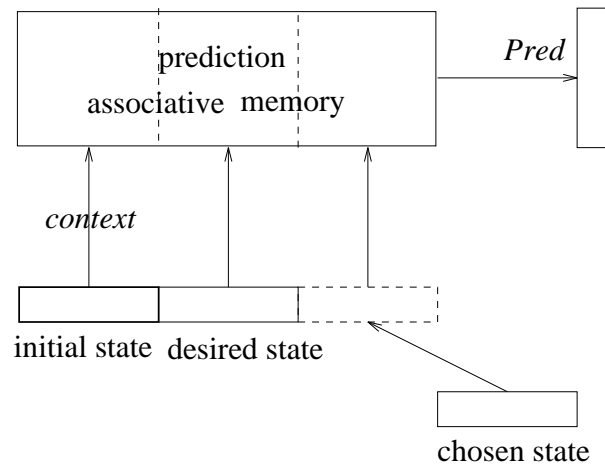 prediction
Pred
associative memory
context
initial state desired state
chosen state